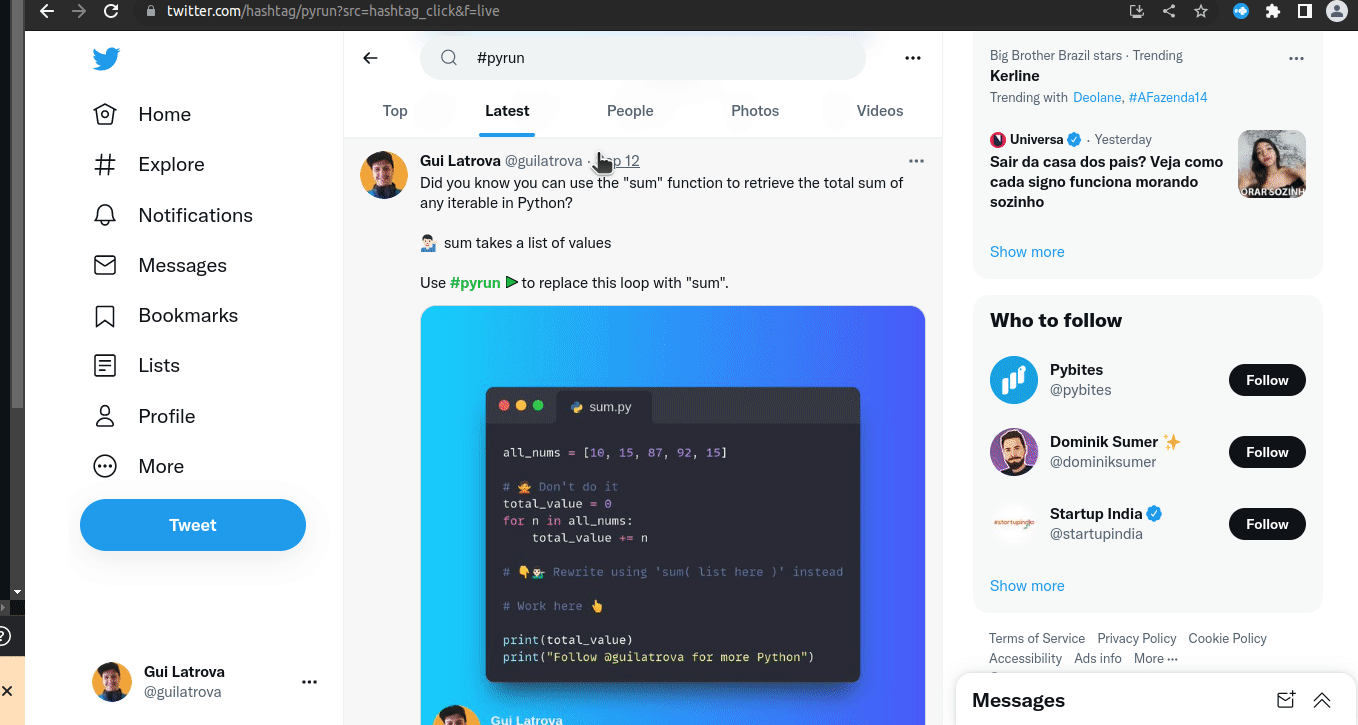 twitter.com/hashtag/pyrun?src=hashtag_click&f=live
Home
Explore
Notifications
Messages
Bookmarks
Lists
Profile
More
Tweet
Gui Latrova
@guilatrova
#pyrun
Top Latest People Photos Videos
Gui Latrova @guilatrova · 12
Did you know you can use the "sum" function to retrieve the total sum of
any iterable in Python?
sum takes a list of values
Use #pyrun to replace this loop with "sum".
sum.py
all_nums = [10, 15, 87, 92, 15]
# Don't do it
total_value = 0
for n in all_nums:
total_value += n
# Rewrite using 'sum( list here )' instead
# Work here
print(total_value)
print("Follow @guilatrova for more Python")
Gui Latrova
Big Brother Brazil stars · Trending
Kerline
Trending with Deolane, #AFazenda14
Universa · Yesterday
Sair da casa dos pais? Veja como
cada signo funciona morando
sozinho
ORAR SOZINH
Show more
Who to follow
Pybites
@pybites
Follow
Dominik Sumer
@dominiksumer
Follow
#startupindia
Startup India
@startupindia
Follow
Show more
Terms of Service Privacy Policy Cookie Policy
Accessibility Ads info More ···
Messages